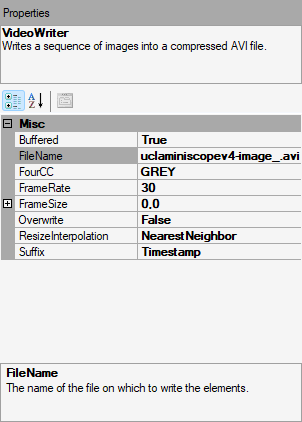 Properties
VideoWriter
Writes a sequence of images into a compressed AVI file.
Misc
Buffered True
FileName uclaminiscopev4-image_.avi
FourCC GREY
FrameRate 30
FrameSize 0,0
Overwrite False
ResizeInterpolation NearestNeighbor
Suffix Timestamp
FileName
The name of the file on which to write the elements.